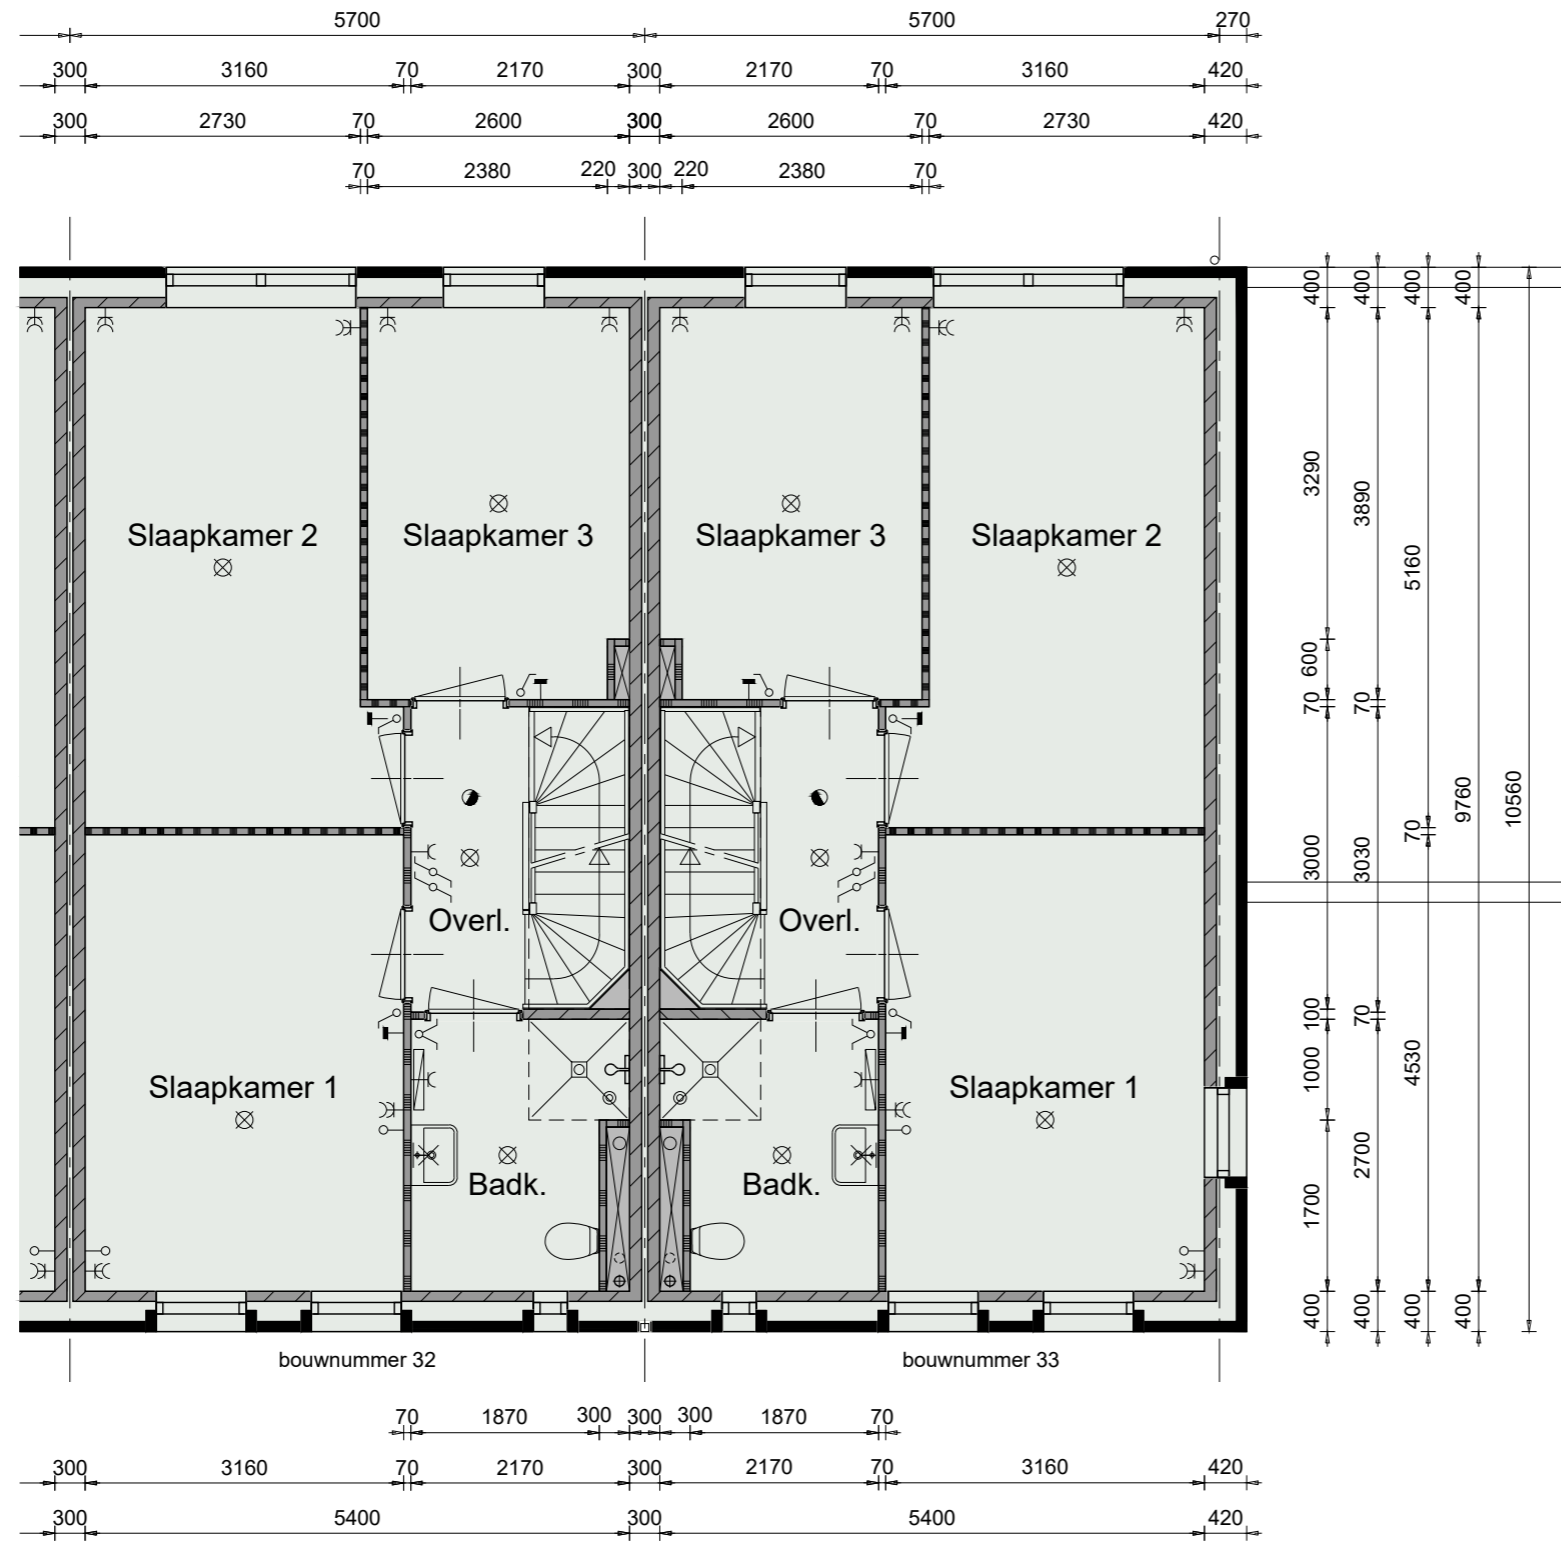 5700 5700 270
300 3160 70 2170 300 2170 70 3160 420
300 2730 70 2600 300 2600 70 2730 420
70 2380 220 300 220 2380 70
400 400 400 400
3290 3890 5160 9760 10560
Slaapkamer 2 Slaapkamer 3 Slaapkamer 3 Slaapkamer 2
600
70 70
70
3000 3030
Overl. Overl.
100 70
1000 4530
Slaapkamer 1 Slaapkamer 1
2700
Badk. Badk.
1700
400 400 400 400
bouwnummer 32 bouwnummer 33
70 1870 300 300 300 1870 70
300 3160 70 2170 300 2170 70 3160 420
300 5400 300 5400 420